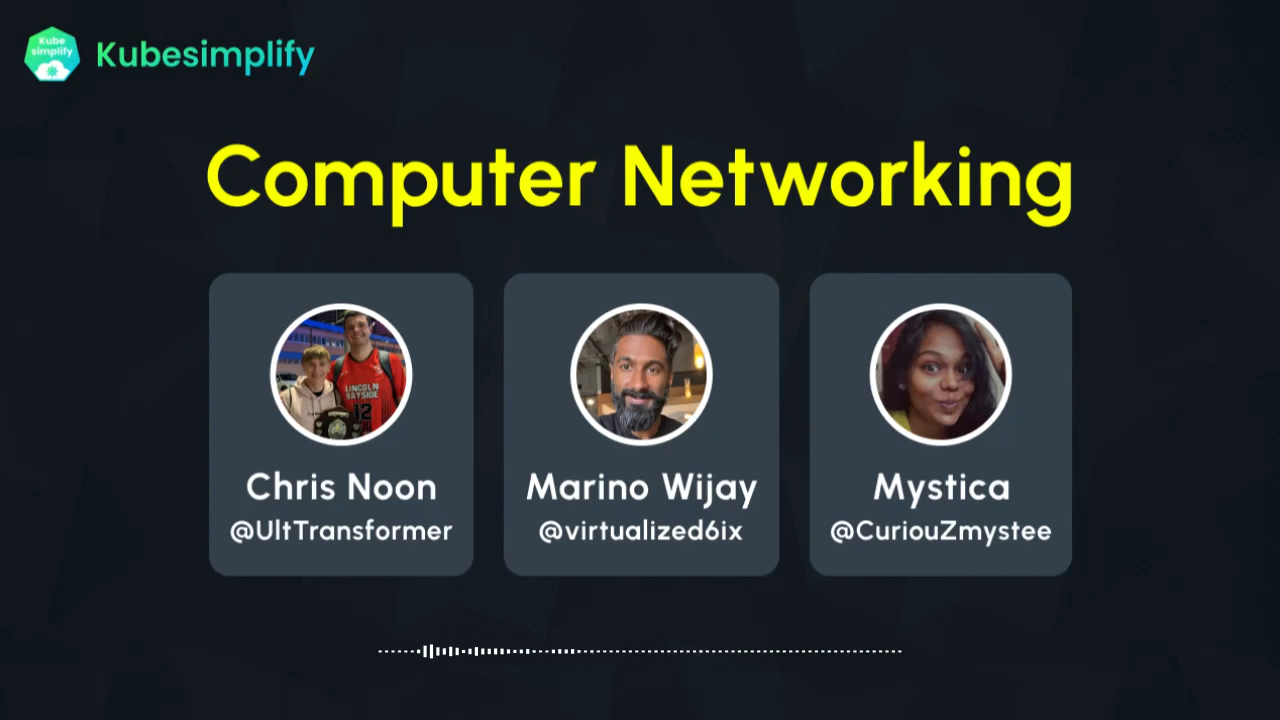 Kube
simplify
Kubesimplify
Computer Networking
LINCOLN
BAYSIDE
12
Chris Noon
@UltTransformer
Marino Wijay
@virtualized6ix
Mystica
@CuriouZmystee